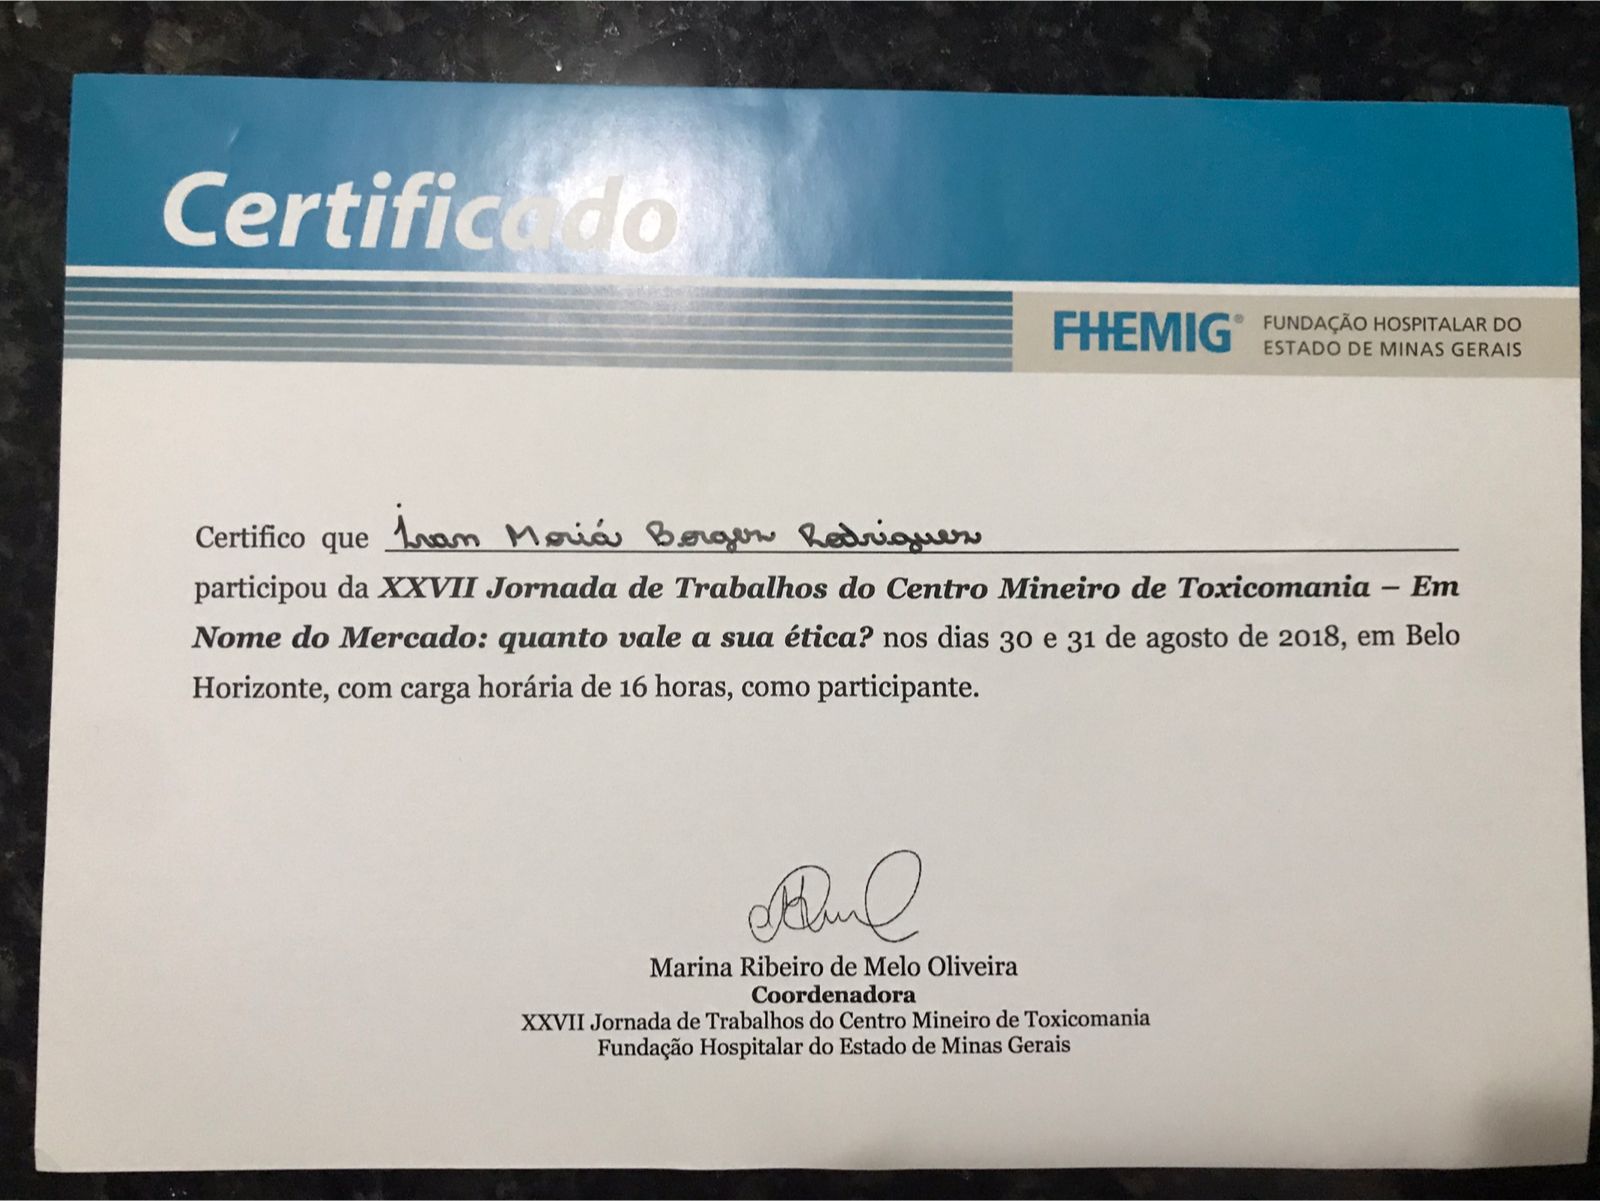 Certificado
FHEMIG® FUNDAÇÃO HOSPITALAR DO
ESTADO DE MINAS GERAIS
Certifico que Ivan Moriá Borges Rodrigues
participou da XXVII Jornada de Trabalhos do Centro Mineiro de Toxicomania – Em
Nome do Mercado: quanto vale a sua ética? nos dias 30 e 31 de agosto de 2018, em Belo
Horizonte, com carga horária de 16 horas, como participante.
Marina Ribeiro de Melo Oliveira
Coordenadora
XXVII Jornada de Trabalhos do Centro Mineiro de Toxicomania
Fundação Hospitalar do Estado de Minas Gerais